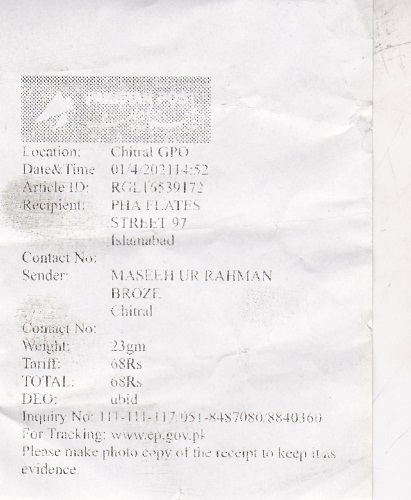 PAKISTAN POST
Location: Chitral GPO
Date&Time 01/4/202114:52
Article ID: RGL16539172
Recipient: PHA FLATES
STREET 97
Islamabad
Contact No:
Sender: MASEEH UR RAHMAN
BROZE
Chitral
Contact No:
Weight: 23gm
Tariff: 68Rs
TOTAL: 68Rs
DEO: ubid
Inquiry No: 111-111-117/051-8487080/8840360
For Tracking: www.ep.gov.pk
Please make photo copy of the receipt to keep it as
evidence.